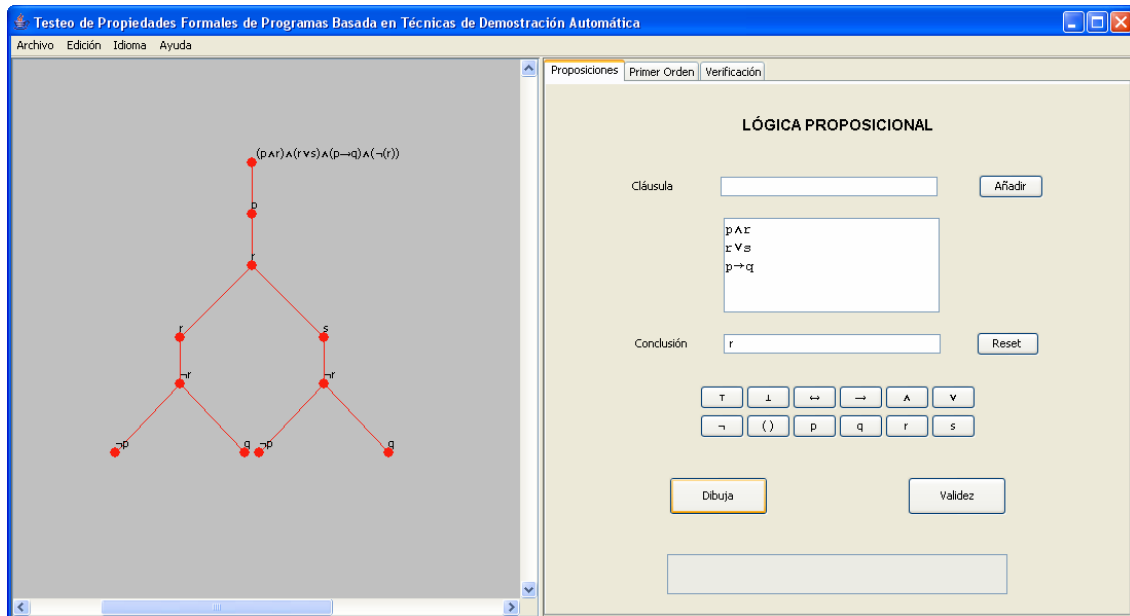 Testeo de Propiedades Formales de Programas Basada en Técnicas de Demostración Automática
Archivo Edición Idioma Ayuda
(p∧r)∧(r∨s)∧(p→q)∧(¬(r))
p
r
r
s
¬r
¬r
¬p
q
¬p
q
Proposiciones Primer Orden Verificación
LÓGICA PROPOSICIONAL
Cláusula
Añadir
p∧r
r∨s
p→q
Conclusión
r
Reset
⊤ ⊥ ↔ → ∧ ∨
¬ () p q r s
Dibuja
Validez